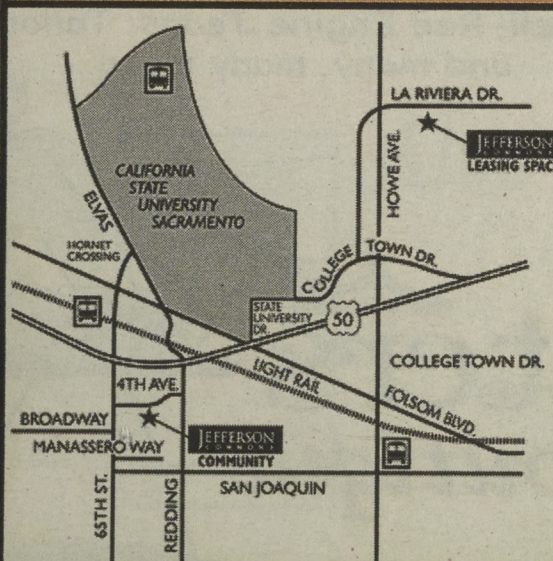 LA RIVIERA DR.
JEFFERSON
COMMONS
LEASING SPAC
HOWE AVE.
CALIFORNIA
STATE
UNIVERSITY
SACRAMENTO
ELVAS
HORNET
CROSSING
COLLEGE TOWN DR.
STATE
UNIVERSITY
DR.
50
COLLEGE TOWN DR.
LIGHT RAIL
FOLSOM BLVD.
4TH AVE.
BROADWAY
MANASSERO WAY
JEFFERSON
COMMONS
COMMUNITY
SAN JOAQUIN
65TH ST.
REDDING